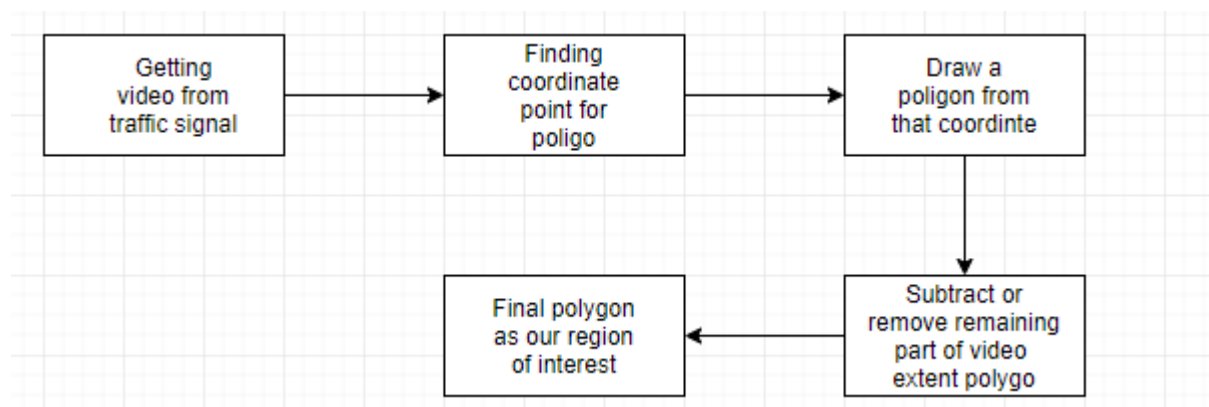 Getting
video from
traffic signal
Finding
coordinate
point for
poligo
Draw a
poligon from
that coordinte
Subtract or
remove remaining
part of video
extent polygo
Final polygon
as our region
of interest